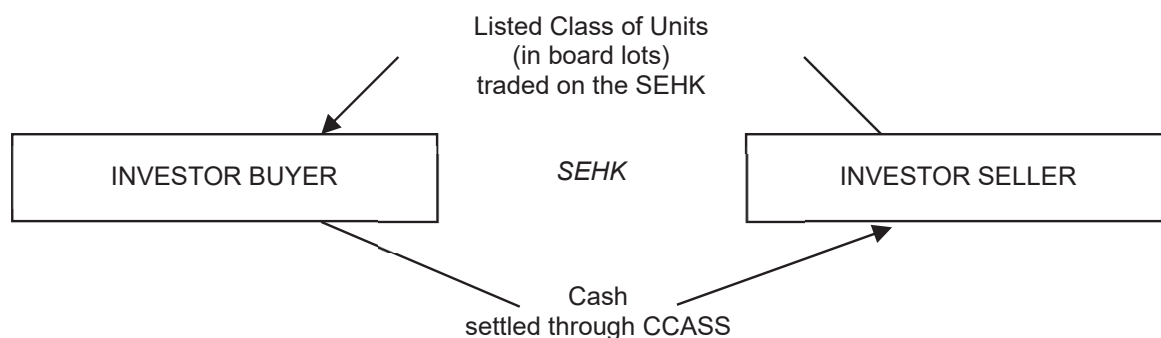 Listed Class of Units
(in board lots)
traded on the SEHK
INVESTOR BUYER
SEHK
INVESTOR SELLER
Cash
settled through CCASS